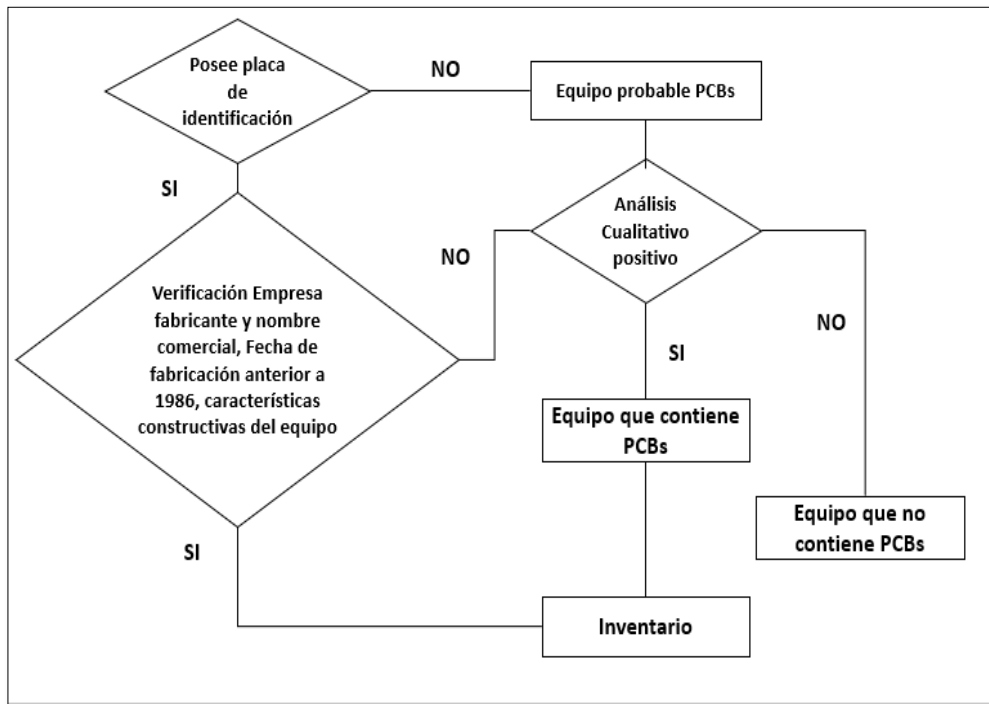 Posee placa
de
identificación
NO
Equipo probable PCBs
SI
Análisis
Cualitativo
positivo
NO
Verificación Empresa
fabricante y nombre
comercial, Fecha de
fabricación anterior a
1986, características
constructivas del equipo
NO
SI
Equipo que contiene
PCBs
Equipo que no
contiene PCBs
SI
Inventario